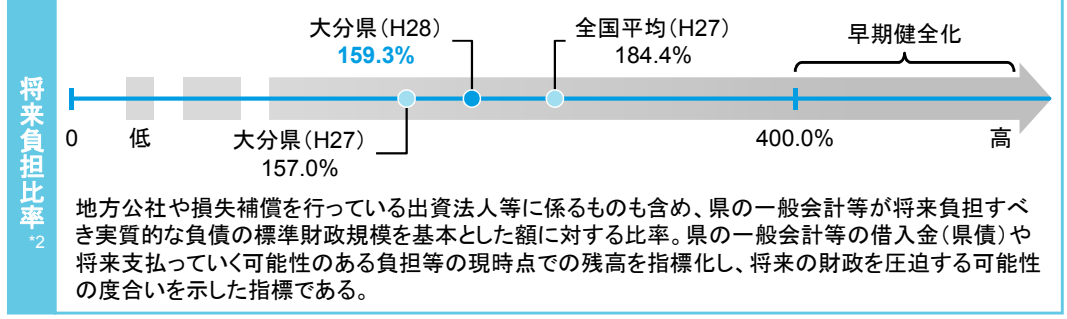 将来負担比率
*2
大分県（H28）
159.3%
全国平均（H27）
184.4%
早期健全化
0
低
大分県（H27）
157.0%
400.0%
高
地方公社や損失補償を行っている出資法人等に係るものも含め、県の一般会計等が将来負担すべ
き実質的な負債の標準財政規模を基本とした額に対する比率。県の一般会計等の借入金（県債）や
将来支払っていく可能性のある負担等の現時点での残高を指標化し、将来の財政を圧迫する可能性
の度合いを示した指標である。